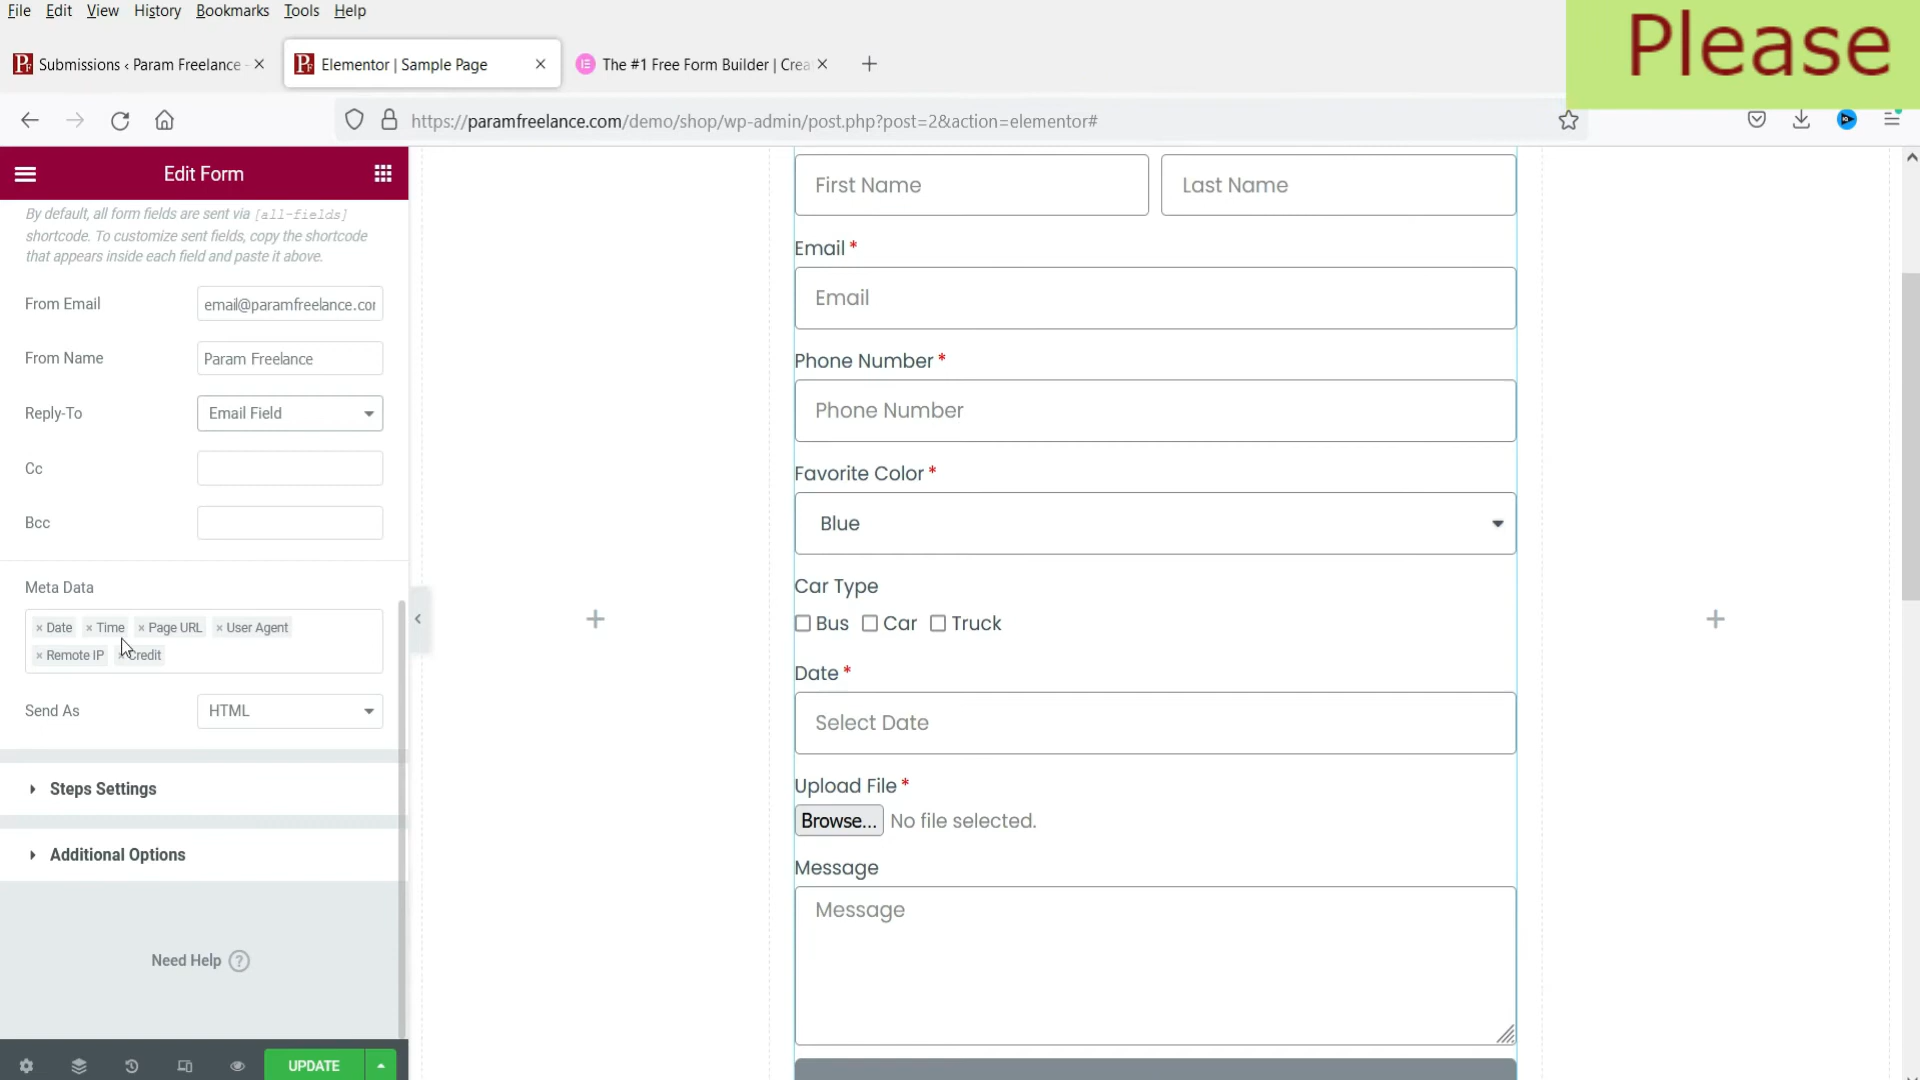 File Edit View History Bookmarks Tools Help
Please
Submissions ‹ Param Freelance -
Elementor | Sample Page
The #1 Free Form Builder | Crea
https://paramfreelance.com/demo/shop/wp-admin/post.php?post=2&action=elementor#
Edit Form
By default, all form fields are sent via [all-fields]
shortcode. To customize sent fields, copy the shortcode
that appears inside each field and paste it above.
From Email
email@paramfreelance.cor
From Name
Param Freelance
Reply-To
Email Field
Cc
Bcc
Meta Data
× Date × Time × Page URL × User Agent
× Remote IP × Credit
Send As
HTML
Steps Settings
Additional Options
Need Help ?
UPDATE
First Name
Last Name
Email *
Email
Phone Number *
Phone Number
Favorite Color *
Blue
Car Type
Bus Car Truck
Date *
Select Date
Upload File *
Browse... No file selected.
Message
Message